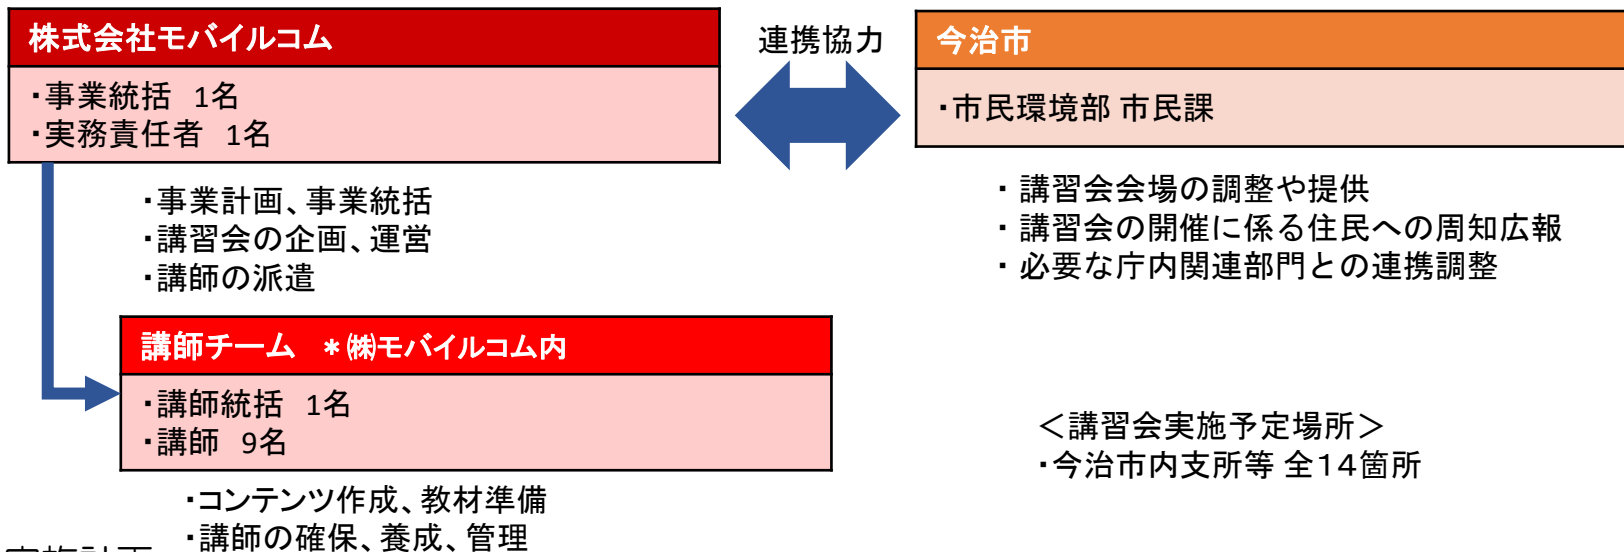 株式会社モバイルコム
・事業統括 1名
・実務責任者 1名
連携協力
今治市
・市民環境部 市民課
・事業計画、事業統括
・講習会の企画、運営
・講師の派遣
・ 講習会会場の調整や提供
・ 講習会の開催に係る住民への周知広報
・ 必要な庁内関連部門との連携調整
講師チーム ＊㈱モバイルコム内
・講師統括 1名
・講師 9名
＜講習会実施予定場所＞
・今治市内支所等 全１４箇所
・コンテンツ作成、教材準備
・講師の確保、養成、管理